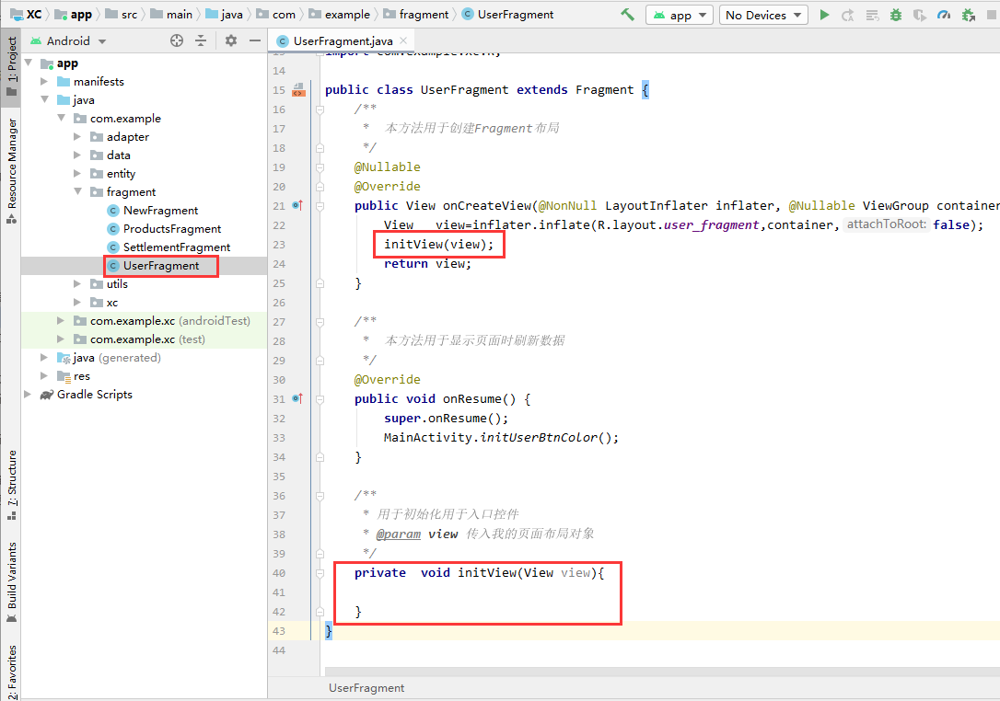 XC app src main java com example fragment UserFragment app No Devices
Android
UserFragment.java
1: Project
Resource Manager
7: Structure
Build Variants
2: Favorites
app
manifests
java
com.example
adapter
data
entity
fragment
NewFragment
ProductsFragment
SettlementFragment
UserFragment
utils
xc
com.example.xc (androidTest)
com.example.xc (test)
java (generated)
res
Gradle Scripts
13 import com.example.xc.R;
14
15 public class UserFragment extends Fragment {
16 /**
17 * 本方法用于创建Fragment布局
18 */
19 @Nullable
20 @Override
21 public View onCreateView(@NonNull LayoutInflater inflater, @Nullable ViewGroup container
22 View view=inflater.inflate(R.layout.user_fragment,container, attachToRoot: false);
23 initView(view);
24 return view;
25 }
26
27 /**
28 * 本方法用于显示页面时刷新数据
29 */
30 @Override
31 public void onResume() {
32 super.onResume();
33 MainActivity.initUserBtnColor();
34 }
35
36 /**
37 * 用于初始化用于入口控件
38 * @param view 传入我的页面布局对象
39 */
40 private void initView(View view){
41
42 }
43 }
44
UserFragment